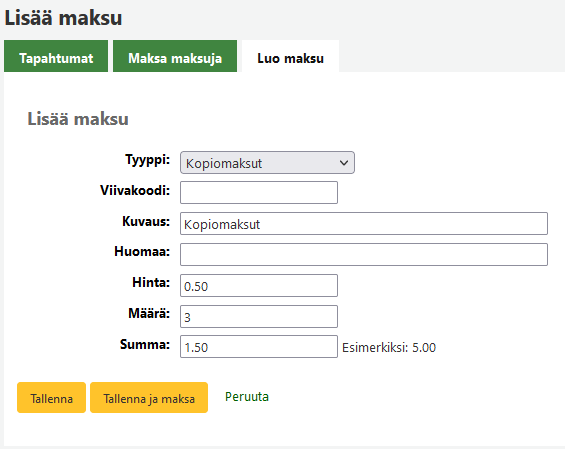 Lisää maksu
Tapahtumat Maksa maksuja Luo maksu
Lisää maksu
Tyyppi: Kopiomaksut
Viivakoodi:
Kuvaus: Kopiomaksut
Huomaa:
Hinta: 0.50
Määrä: 3
Summa: 1.50 Esimerkiksi: 5.00
Tallenna Tallenna ja maksa Peruuta